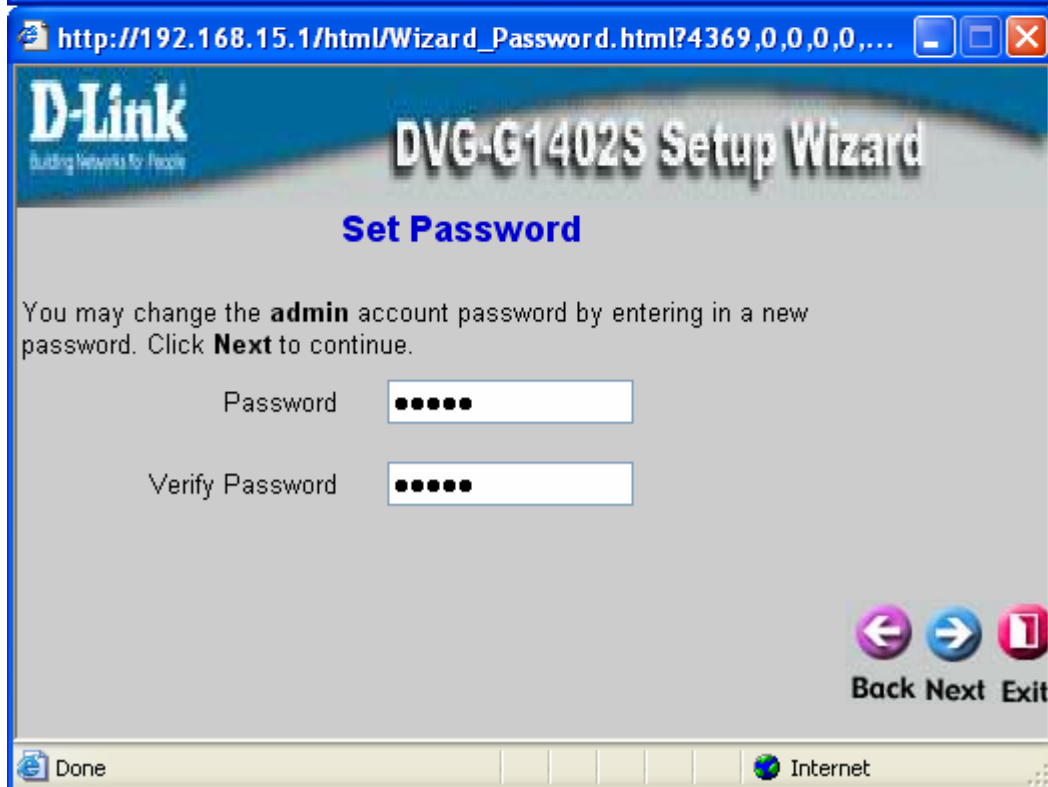 http://192.168.15.1/html/Wizard_Password.html?4369,0,0,0,0,...
D-Link
Building Networks for People
DVG-G1402S Setup Wizard
Set Password
You may change the admin account password by entering in a new
password. Click Next to continue.
Password •••••
Verify Password •••••
Back Next Exit
Done Internet